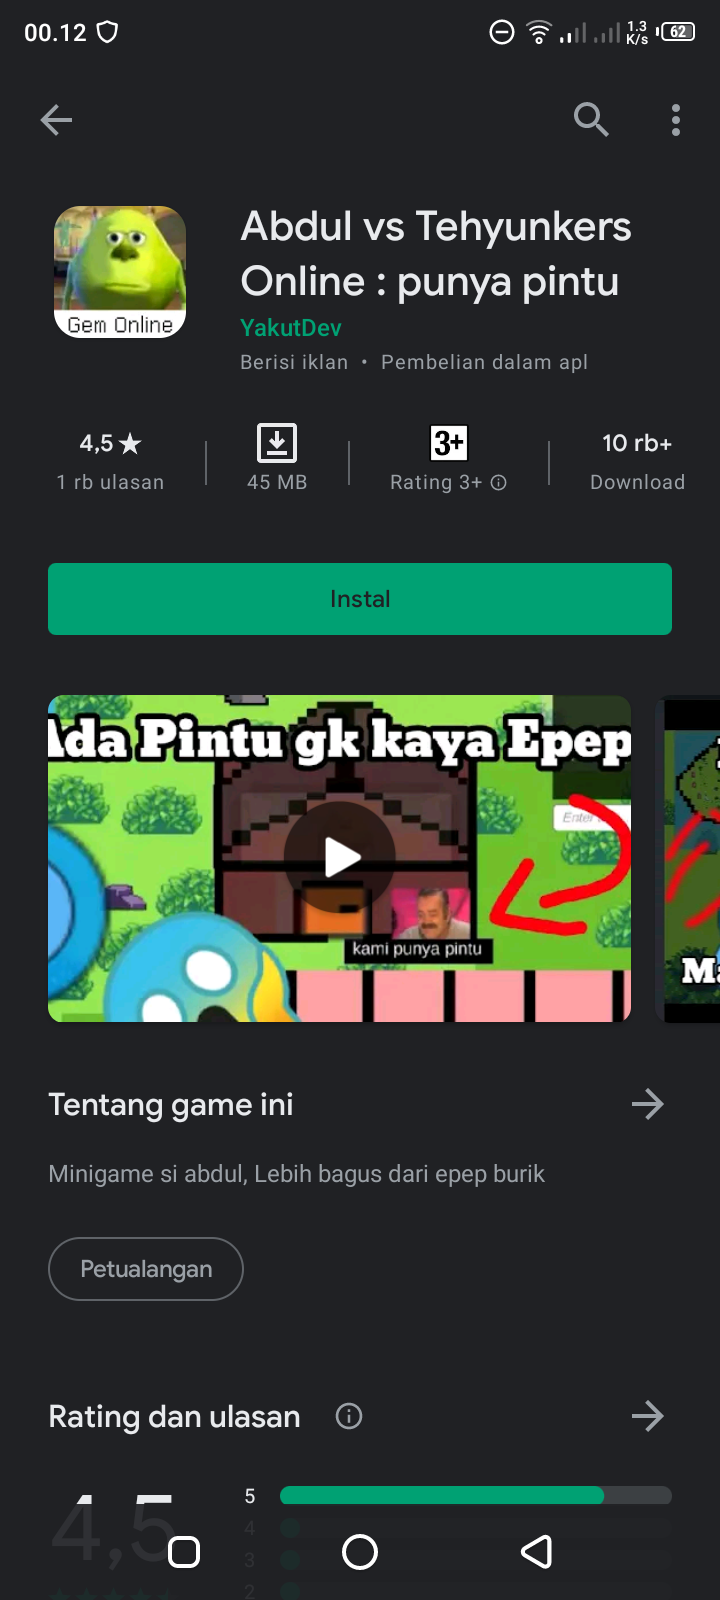 00.12
1.3
K/s
62
Abdul vs Tehyunkers
Online : punya pintu
Gem Online
YakutDev
Berisi iklan • Pembelian dalam apl
4,5
1 rb ulasan
45 MB
3+
Rating 3+
10 rb+
Download
Instal
Ada Pintu gk kaya Epep
Enter
kami punya pintu
Tentang game ini
Minigame si abdul, Lebih bagus dari epep burik
Petualangan
Rating dan ulasan
4,5
5
4
3
2